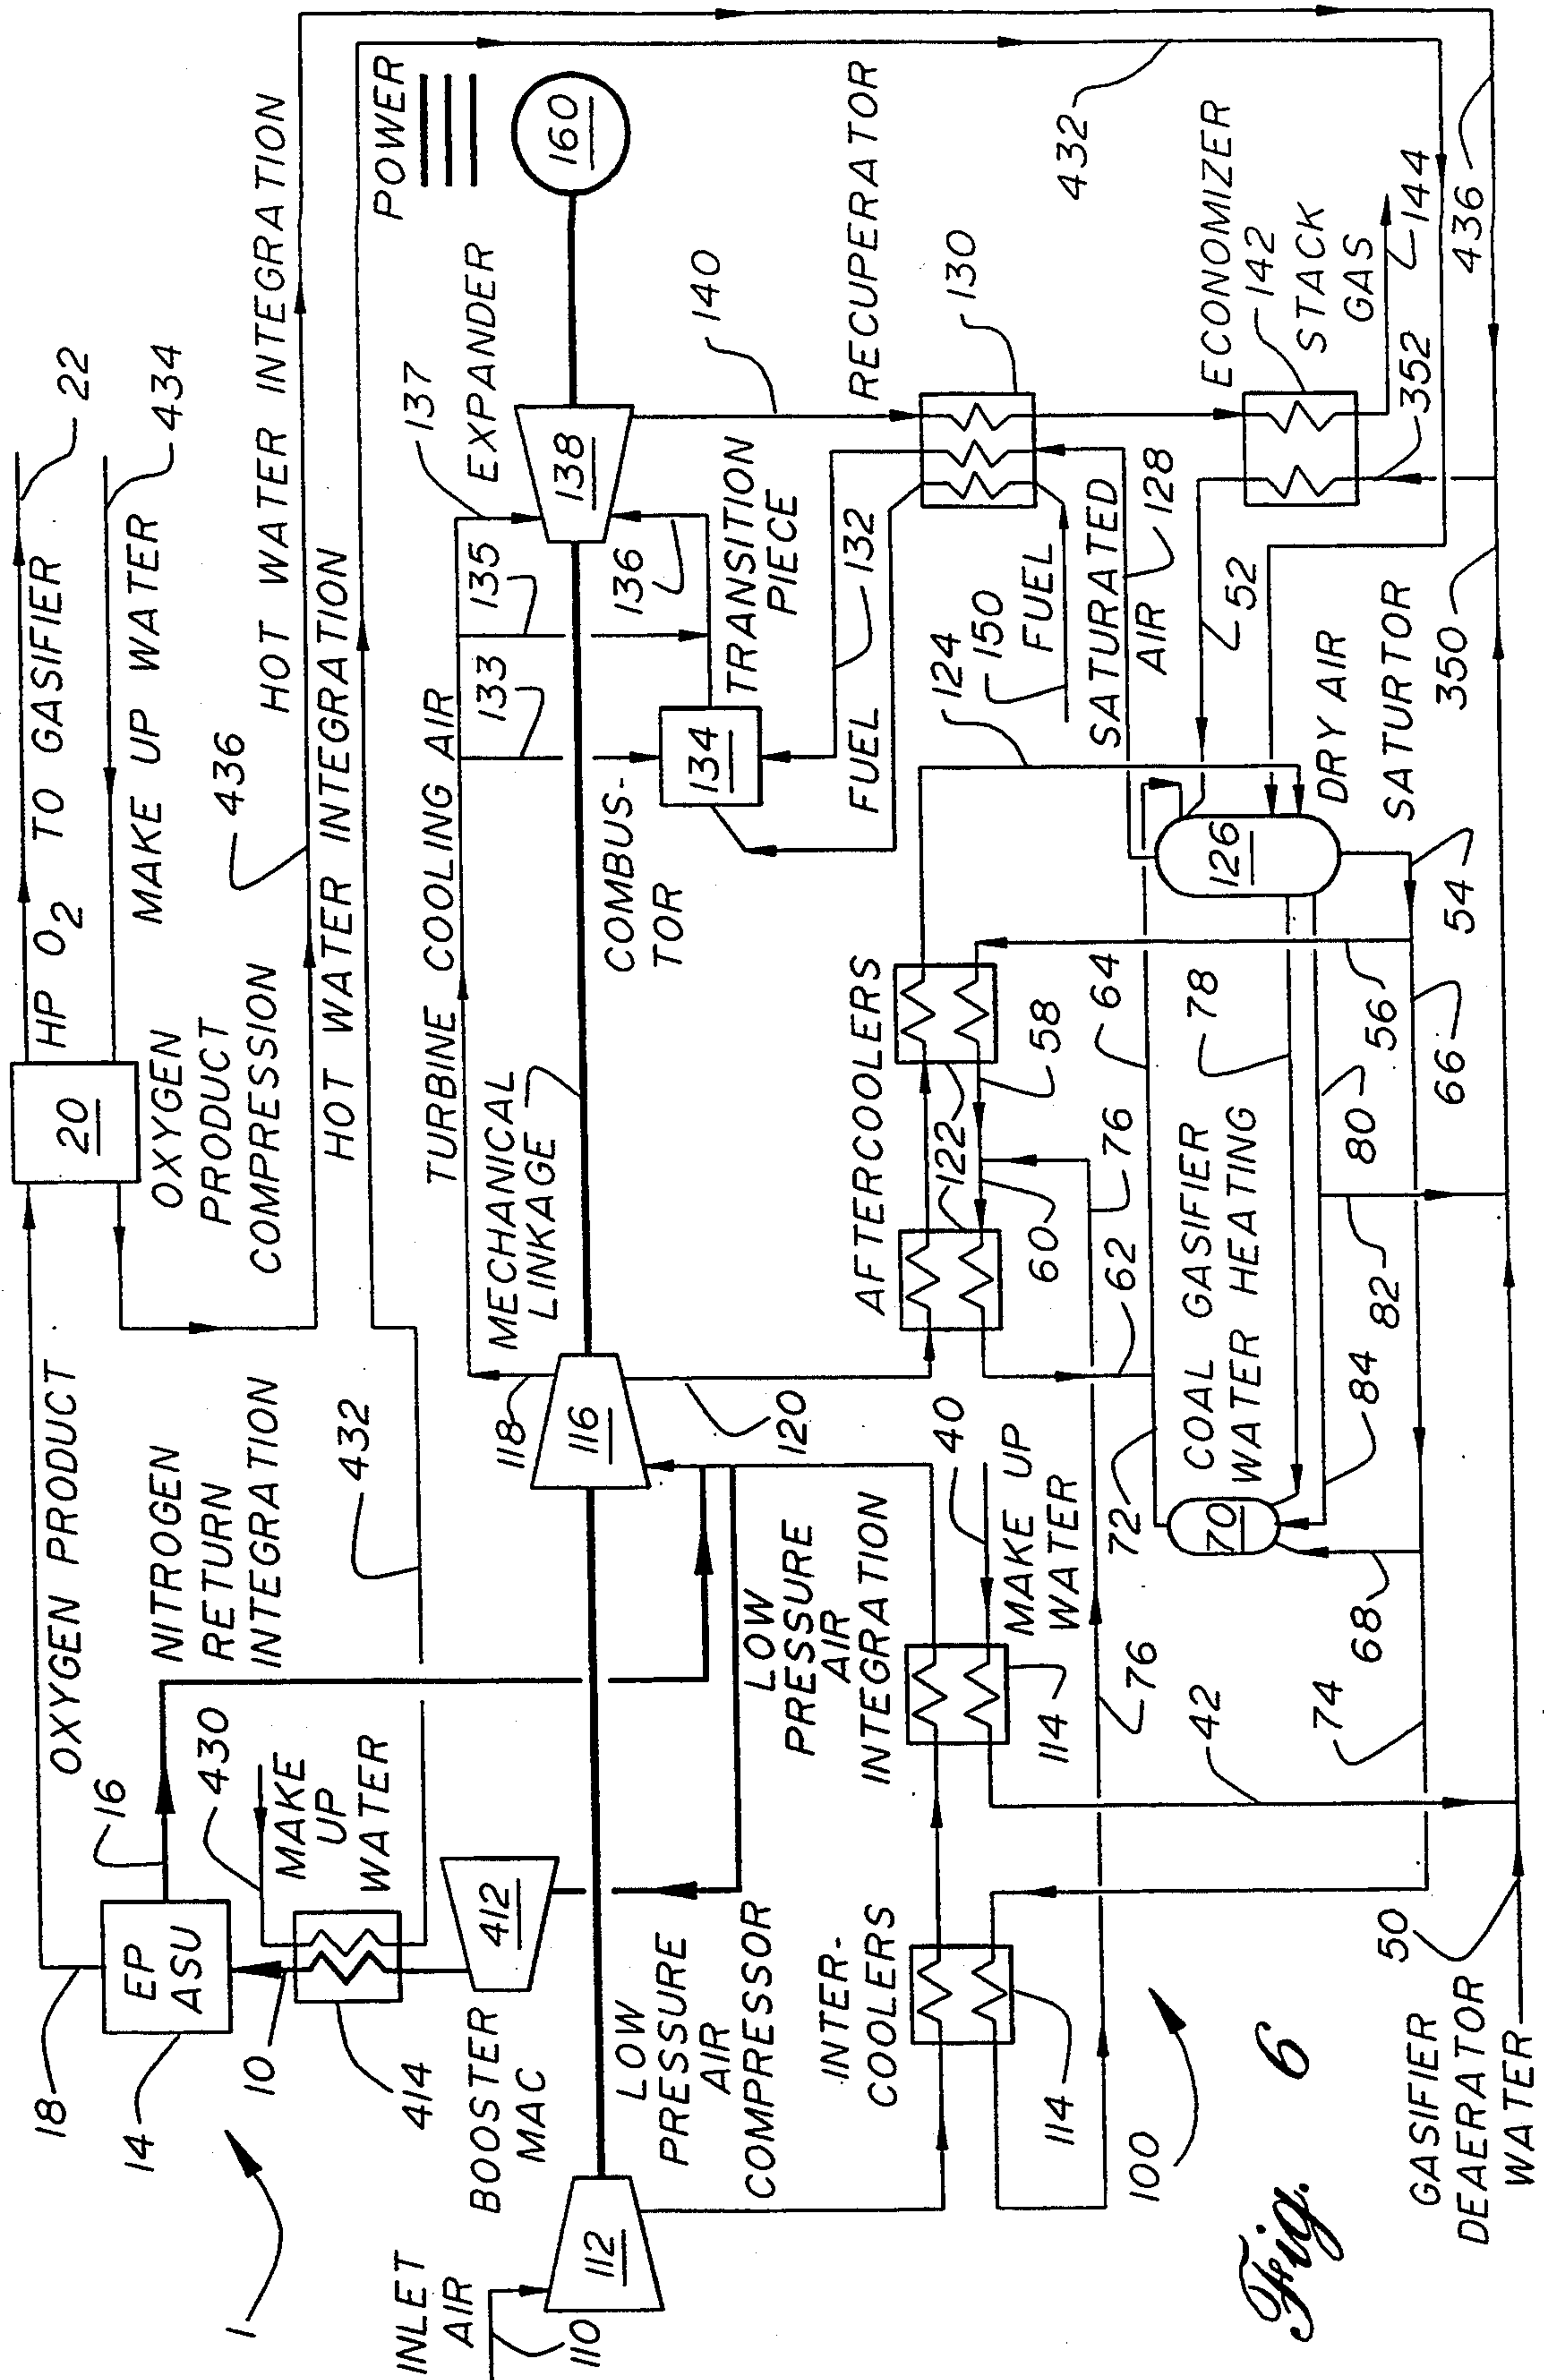 1
18
14
EP
ASU
16
OXYGEN PRODUCT
20
HP O2 TO GASIFIER
22
MAKE UP WATER
434
OXYGEN
PRODUCT
COMPRESSION
436
HOT WATER INTEGRATION
HOT WATER INTEGRATION
10
414
430
MAKE
UP
WATER
NITROGEN
RETURN
INTEGRATION
432
BOOSTER
MAC
412
INLET
AIR
110
112
LOW
PRESSURE
AIR
COMPRESSOR
118
116
120
TURBINE COOLING AIR
MECHANICAL
LINKAGE
133
135
137
EXPANDER
138
136
POWER
160
COMBUS-
TOR
134
TRANSITION
PIECE
140
LOW
PRESSURE
AIR
INTEGRATION
INTER-
COOLERS
114
114
40
MAKE UP
WATER
AFTERCOOLERS
122
58
60
FUEL
132
124
150
FUEL
RECUPERATOR
130
432
SATURATED
AIR
128
ECONOMIZER
142
STACK
GAS
144
352
52
436
100
76
76
62
72
64
COAL GASIFIER
WATER HEATING
78
70
126
DRY AIR
SATURTOR
42
74
68
84
82
80
56
66
54
350
50
GASIFIER
DEAERATOR
WATER
Fig. 6